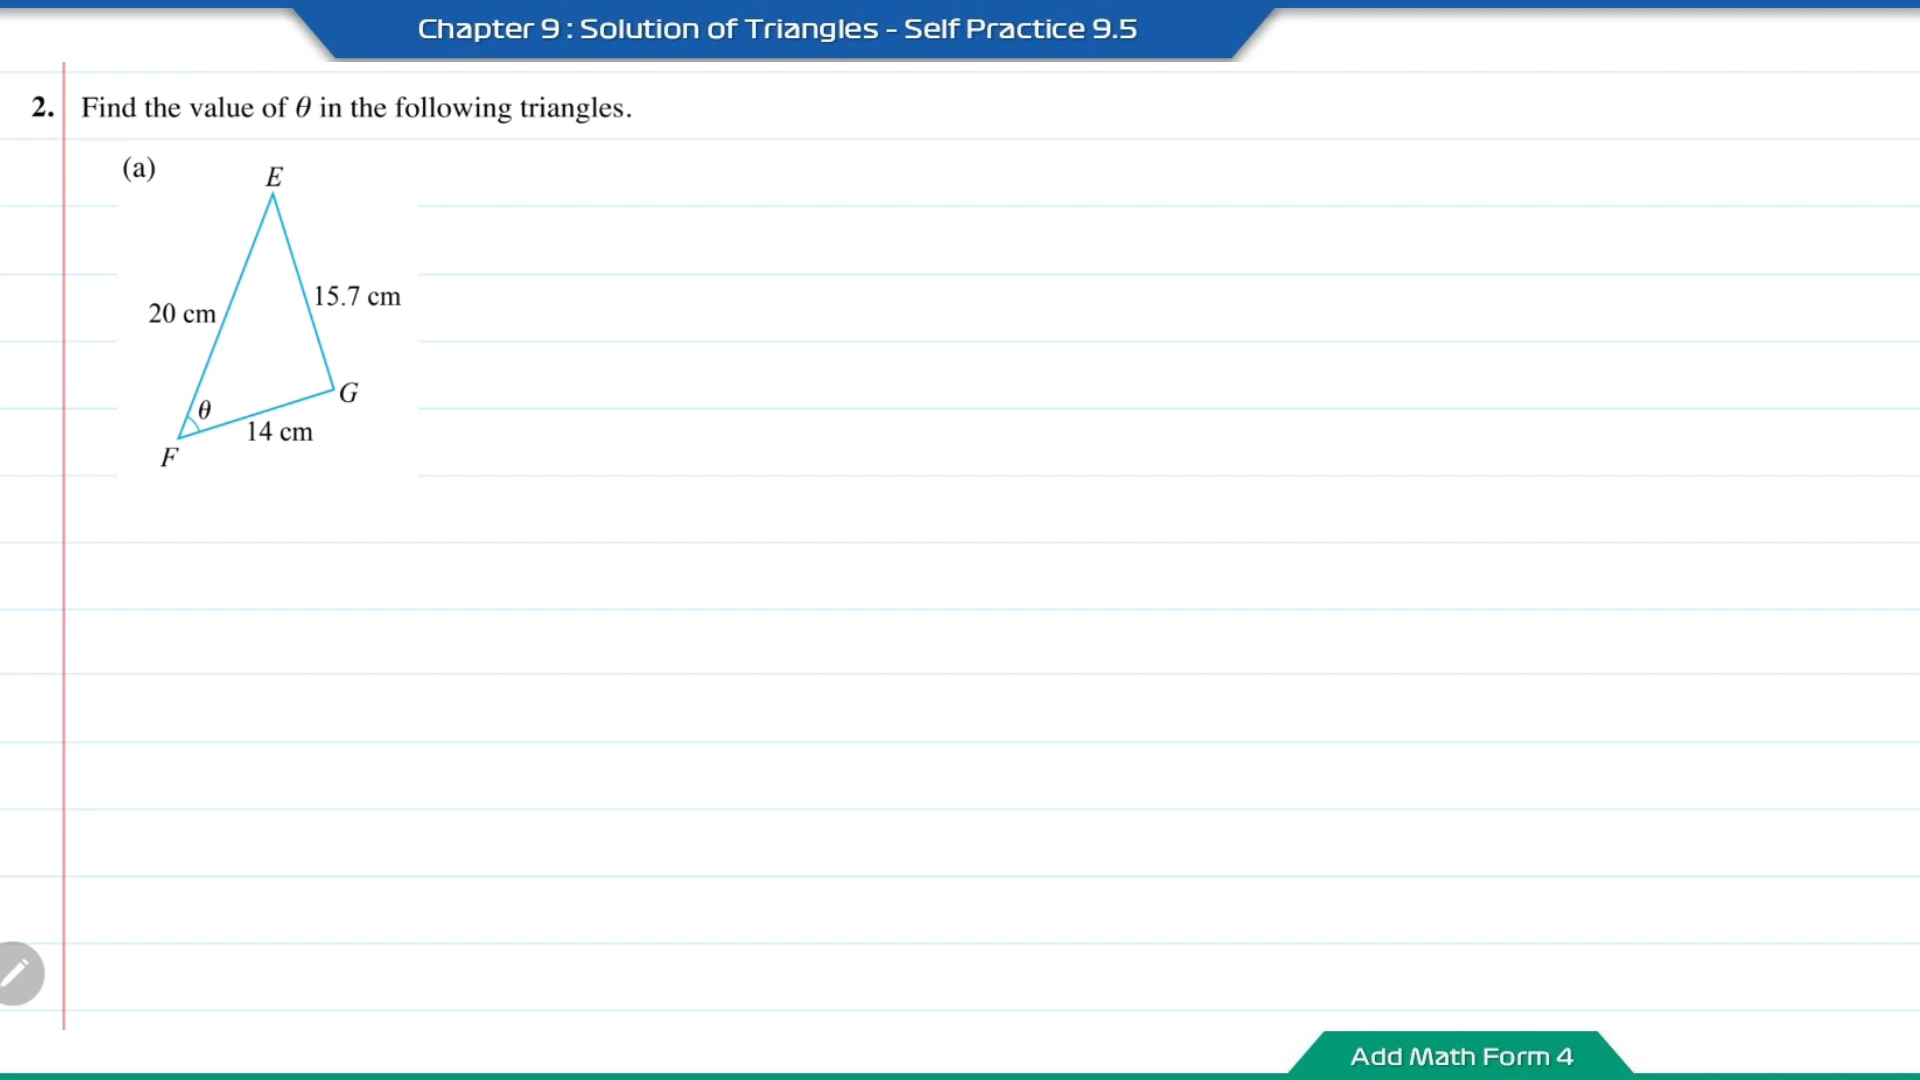 Chapter 9 : Solution of Triangles - Self Practice 9.5
2. Find the value of θ in the following triangles.
(a)
E
15.7 cm
20 cm
G
θ
14 cm
F
Add Math Form 4